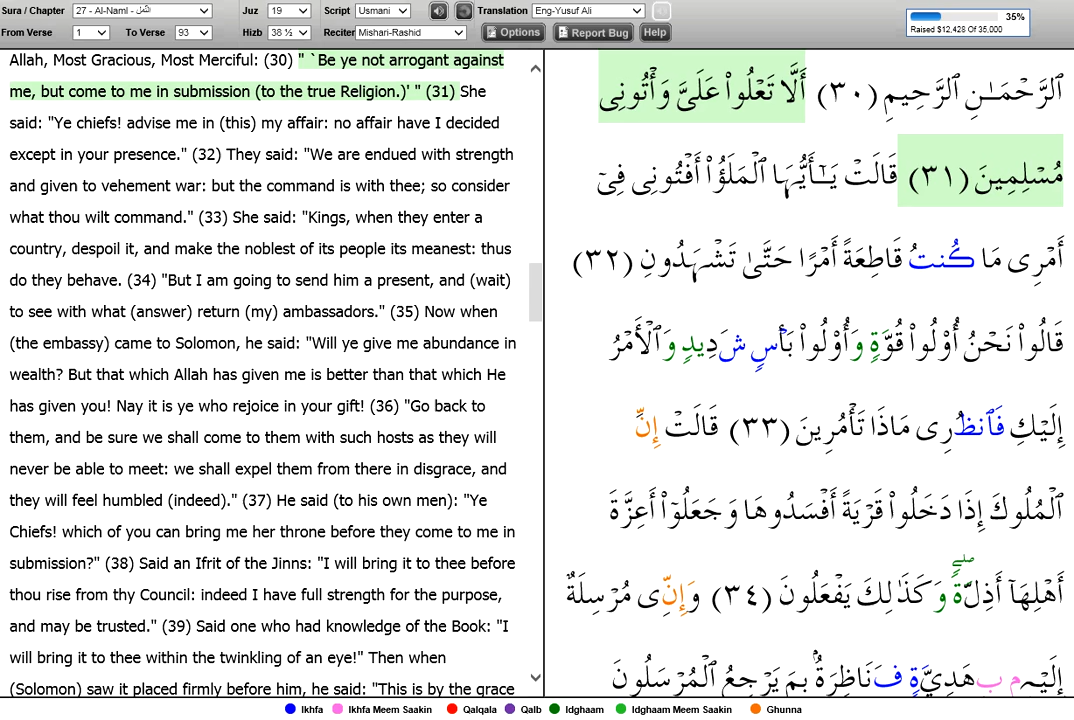 Sura / Chapter 27 - Al-Naml - النمل Juz 19 Script Usmani Translation Eng-Yusuf Ali
From Verse 1 To Verse 93 Hizb 38 ½ Reciter Mishari-Rashid Options Report Bug Help
35%
Raised $12,428 Of 35,000
Allah, Most Gracious, Most Merciful: (30) " `Be ye not arrogant against
me, but come to me in submission (to the true Religion.)' " (31) She
said: "Ye chiefs! advise me in (this) my affair: no affair have I decided
except in your presence." (32) They said: "We are endued with strength
and given to vehement war: but the command is with thee; so consider
what thou wilt command." (33) She said: "Kings, when they enter a
country, despoil it, and make the noblest of its people its meanest: thus
do they behave. (34) "But I am going to send him a present, and (wait)
to see with what (answer) return (my) ambassadors." (35) Now when
(the embassy) came to Solomon, he said: "Will ye give me abundance in
wealth? But that which Allah has given me is better than that which He
has given you! Nay it is ye who rejoice in your gift! (36) "Go back to
them, and be sure we shall come to them with such hosts as they will
never be able to meet: we shall expel them from there in disgrace, and
they will feel humbled (indeed)." (37) He said (to his own men): "Ye
Chiefs! which of you can bring me her throne before they come to me in
submission?" (38) Said an Ifrit of the Jinns: "I will bring it to thee before
thou rise from thy Council: indeed I have full strength for the purpose,
and may be trusted." (39) Said one who had knowledge of the Book: "I
will bring it to thee within the twinkling of an eye!" Then when
(Solomon) saw it placed firmly before him, he said: "This is by the grace
ٱلرَّحْمَـٰنِ ٱلرَّحِيمِ (٣٠) أَلَّا تَعْلُوا۟ عَلَىَّ وَأْتُونِى
مُسْلِمِينَ (٣١) قَالَتْ يَـٰٓأَيُّهَا ٱلْمَلَؤُا۟ أَفْتُونِى فِىٓ
أَمْرِى مَا كُنتُ قَاطِعَةً أَمْرًا حَتَّىٰ تَشْهَدُونِ (٣٢)
قَالُوا۟ نَحْنُ أُو۟لُوا۟ قُوَّةٍ وَأُو۟لُوا۟ بَأْسٍ شَدِيدٍ وَٱلْأَمْرُ
إِلَيْكِ فَٱنظُرِى مَاذَا تَأْمُرِينَ (٣٣) قَالَتْ إِنَّ
ٱلْمُلُوكَ إِذَا دَخَلُوا۟ قَرْيَةً أَفْسَدُوهَا وَجَعَلُوٓا۟ أَعِزَّةَ
أَهْلِهَآ أَذِلَّةً ۖ وَكَذَٰلِكَ يَفْعَلُونَ (٣٤) وَإِنِّى مُرْسِلَةٌ
إِلَيْهِم بِهَدِيَّةٍ فَنَاظِرَةٌۢ بِمَ يَرْجِعُ ٱلْمُرْسَلُونَ
Ikhfa Ikhfa Meem Saakin Qalqala Qalb Idghaam Idghaam Meem Saakin Ghunna